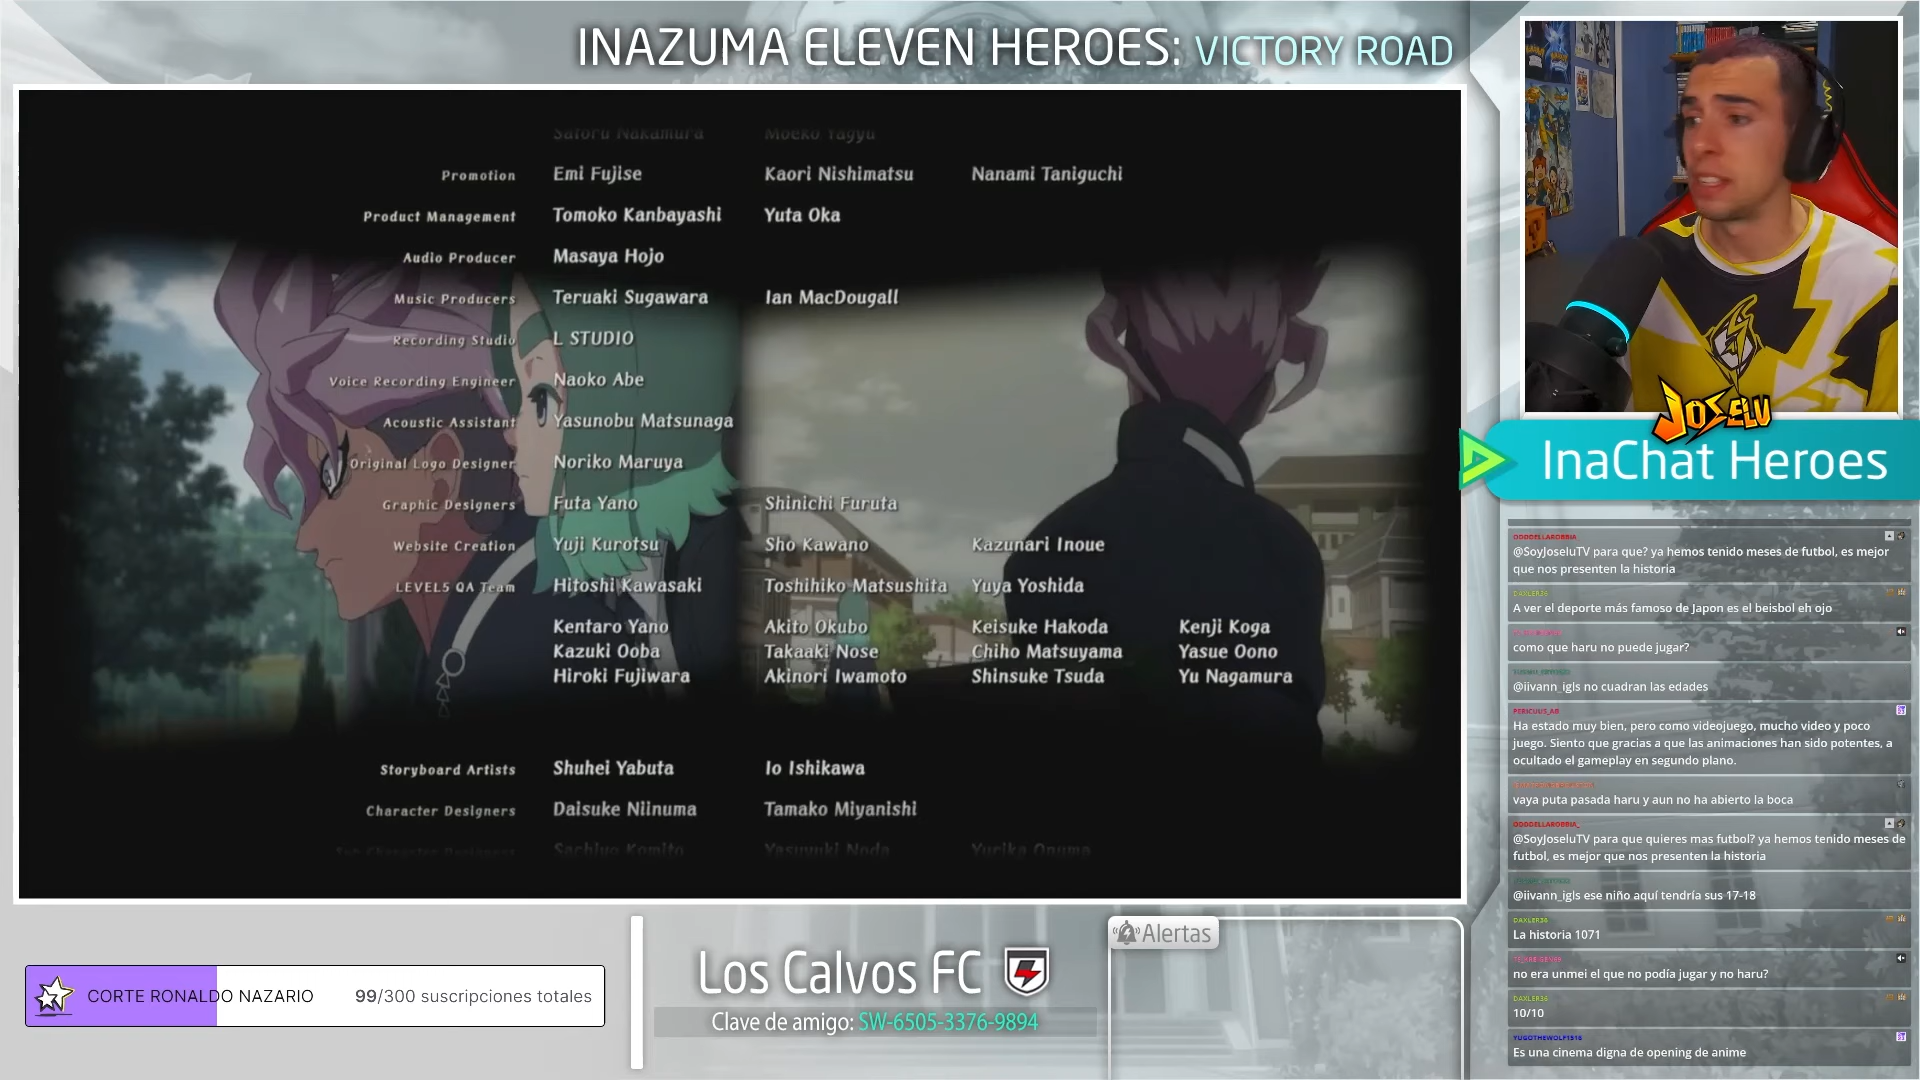 INAZUMA ELEVEN HEROES: VICTORY ROAD
Satoru Nakamura Moeko Yagyu
Promotion Emi Fujise Kaori Nishimatsu Nanami Taniguchi
Product Management Tomoko Kanbayashi Yuta Oka
Audio Producer Masaya Hojo
Music Producers Teruaki Sugawara Ian MacDougall
Recording Studio L STUDIO
Voice Recording Engineer Naoko Abe
Acoustic Assistant Yasunobu Matsunaga
Original Logo Designer Noriko Maruya
Graphic Designers Futa Yano Shinichi Furuta
Website Creation Yuji Kurotsu Sho Kawano Kazunari Inoue
LEVEL5 QA Team Hitoshi Kawasaki Toshihiko Matsushita Yuya Yoshida
Kentaro Yano Akito Okubo Keisuke Hakoda Kenji Koga
Kazuki Ooba Takaaki Nose Chiho Matsuyama Yasue Oono
Hiroki Fujiwara Akinori Iwamoto Shinsuke Tsuda Yu Nagamura
Storyboard Artists Shuhei Yabuta Io Ishikawa
Character Designers Daisuke Niinuma Tamako Miyanishi
Sachiyo Komito Yasuyuki Noda Yurika Onuma
JOSELU
InaChat Heroes
@SoyJoseluTV para que? ya hemos tenido meses de futbol, es mejor
que nos presenten la historia
DAXLER36
A ver el deporte más famoso de Japon es el beisbol eh ojo
como que haru no puede jugar?
@iivann_igls no cuadran las edades
Ha estado muy bien, pero como videojuego, mucho video y poco
juego. Siento que gracias a que las animaciones han sido potentes, a
ocultado el gameplay en segundo plano.
vaya puta pasada haru y aun no ha abierto la boca
@SoyJoseluTV para que quieres mas futbol? ya hemos tenido meses de
futbol, es mejor que nos presenten la historia
@iivann_igls ese niño aquí tendría sus 17-18
DAXLER36
La historia 1071
no era unmei el que no podía jugar y no haru?
DAXLER36
10/10
Es una cinema digna de opening de anime
Alertas
Los Calvos FC
Clave de amigo: SW-6505-3376-9894
CORTE RONALDO NAZARIO 99/300 suscripciones totales